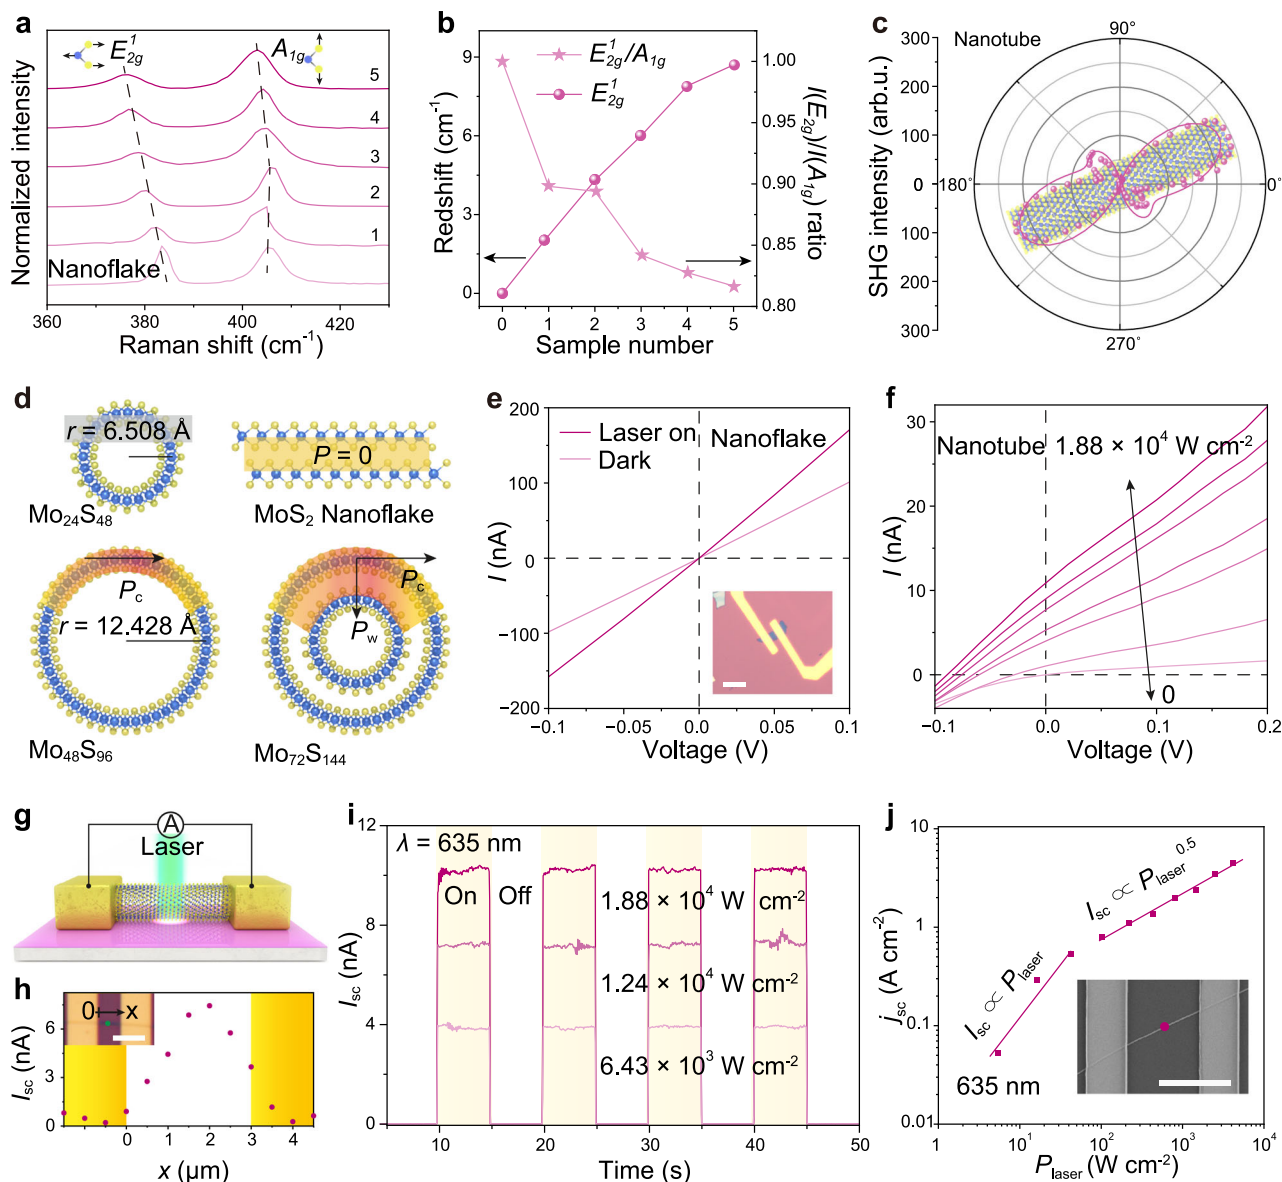 a
E¹2g
A1g
Normalized intensity
5
4
3
2
1
Nanoflake
360 380 400 420
Raman shift (cm⁻¹)
b
E¹2g/A1g
E¹2g
Redshift (cm⁻¹)
9
6
3
0
1.00
0.95
0.90
0.85
0.80
I(E2g)/I(A1g) ratio
0 1 2 3 4 5
Sample number
c
Nanotube
90°
180°
0°
270°
SHG intensity (arb.u.)
300
200
100
0
100
200
300
d
r = 6.508 Å
Mo24S48
P = 0
MoS2 Nanoflake
Pc
r = 12.428 Å
Mo48S96
Pc
Pw
Mo72S144
e
Laser on
Dark
Nanoflake
I (nA)
200
100
0
−100
−200
−0.10 −0.05 0.00 0.05 0.1
Voltage (V)
f
Nanotube 1.88 × 10⁴ W cm⁻²
0
I (nA)
30
20
10
0
−0.1 0.0 0.1 0.2
Voltage (V)
g
A
Laser
h
0 x
Isc (nA)
6
3
0
0 1 2 3 4
x (μm)
i
λ = 635 nm
On Off
1.88 × 10⁴ W cm⁻²
1.24 × 10⁴ W cm⁻²
6.43 × 10³ W cm⁻²
Isc (nA)
12
8
4
0
10 20 30 40 50
Time (s)
j
Isc ∝ Plaser^0.5
Isc ∝ Plaser
635 nm
jsc (A cm⁻²)
10
1
0.1
0.01
1 10¹ 10² 10³ 10⁴
Plaser (W cm⁻²)